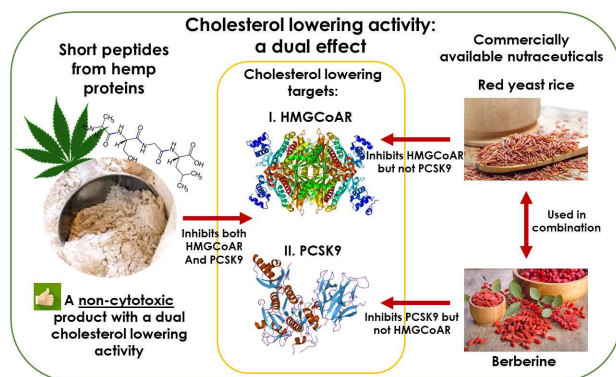 Cholesterol lowering activity:
a dual effect
Short peptides
from hemp
proteins
Inhibits both
HMGCoAR
And PCSK9
A non-cytotoxic
product with a dual
cholesterol lowering
activity
Cholesterol lowering
targets:
I. HMGCoAR
II. PCSK9
Commercially
available nutraceuticals
Red yeast rice
Inhibits HMGCoAR
but not PCSK9
Used in
combination
Inhibits PCSK9 but
not HMGCoAR
Berberine